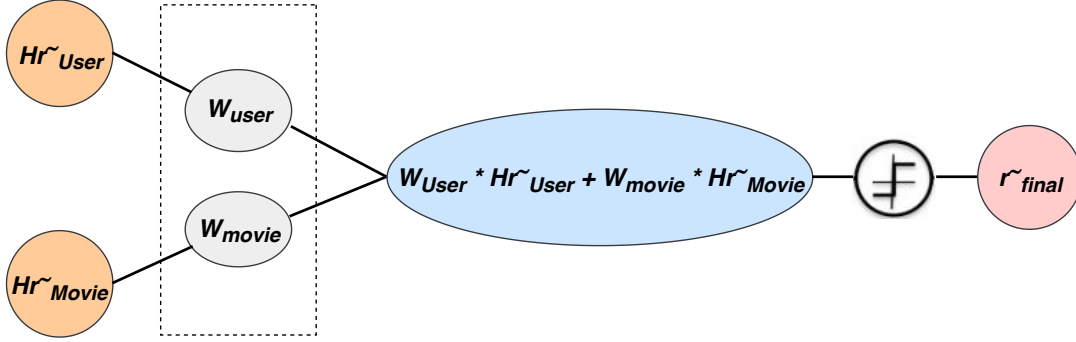 Hr~User
Wuser
WUser * Hr~User + Wmovie * Hr~Movie
r~final
Wmovie
Hr~Movie